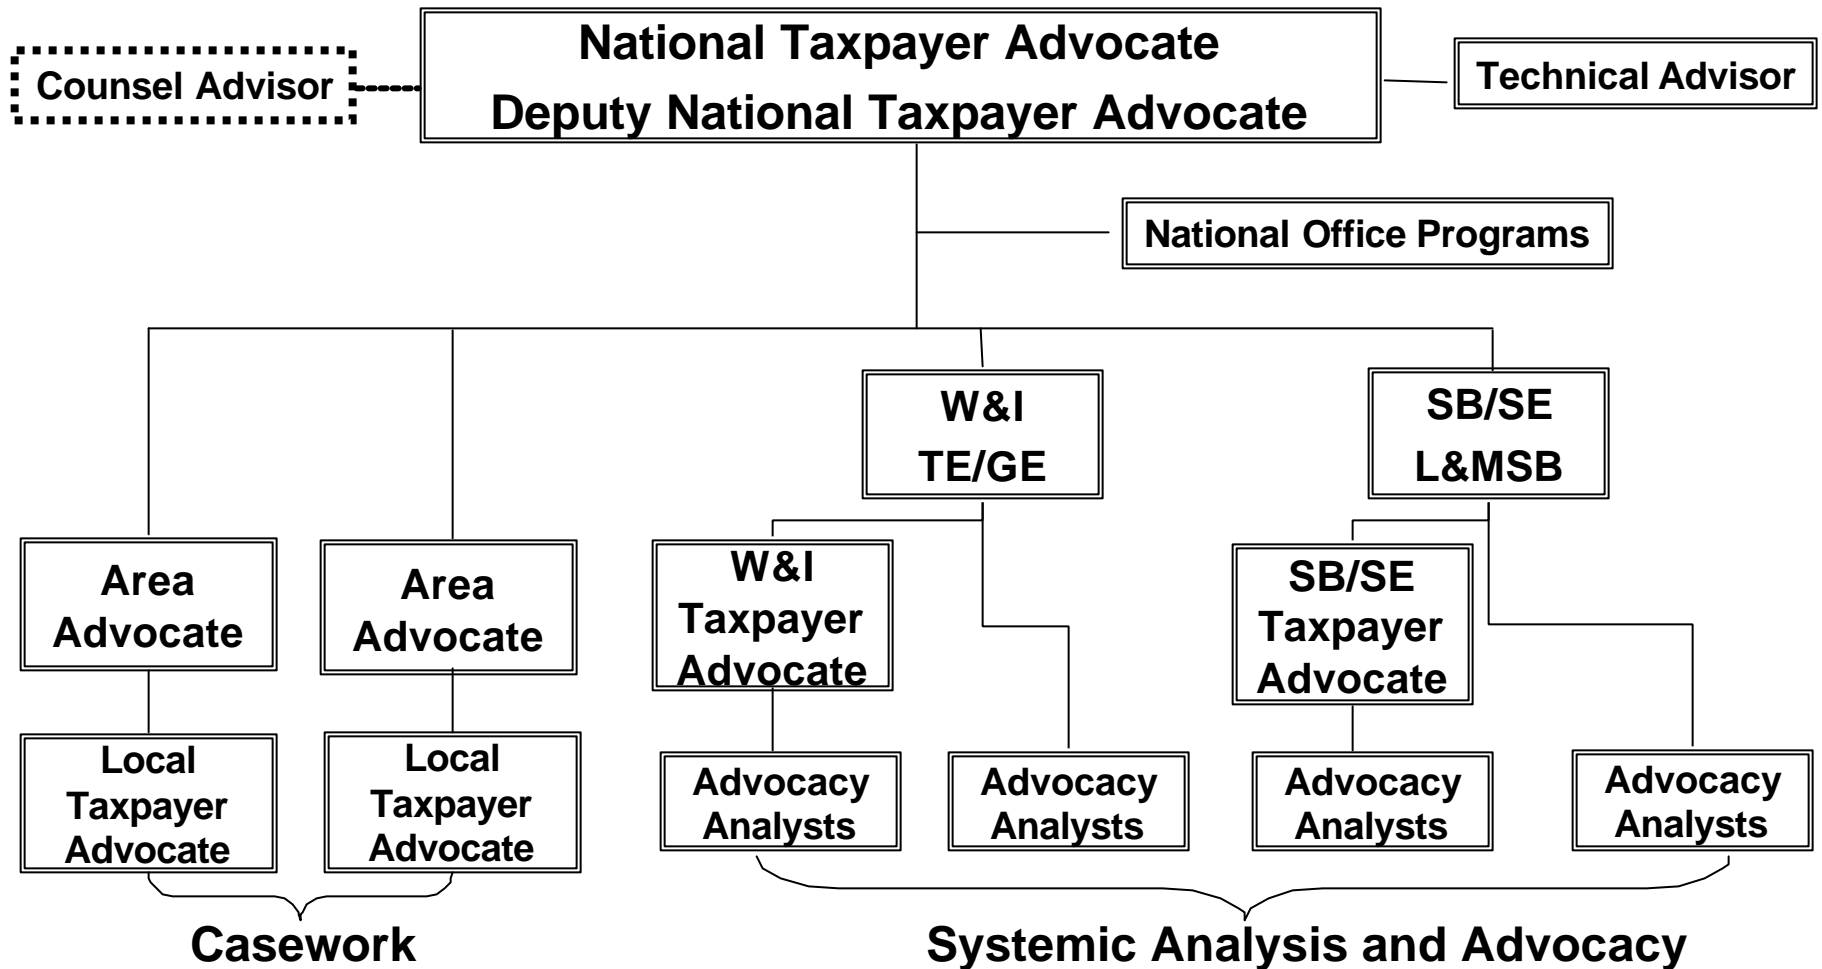 National Taxpayer Advocate
Deputy National Taxpayer Advocate
Counsel Advisor
Technical Advisor
National Office Programs
W&I
TE/GE
SB/SE
L&MSB
Area
Advocate
Area
Advocate
W&I
Taxpayer
Advocate
SB/SE
Taxpayer
Advocate
Local
Taxpayer
Advocate
Local
Taxpayer
Advocate
Advocacy
Analysts
Advocacy
Analysts
Advocacy
Analysts
Advocacy
Analysts
Casework
Systemic Analysis and Advocacy